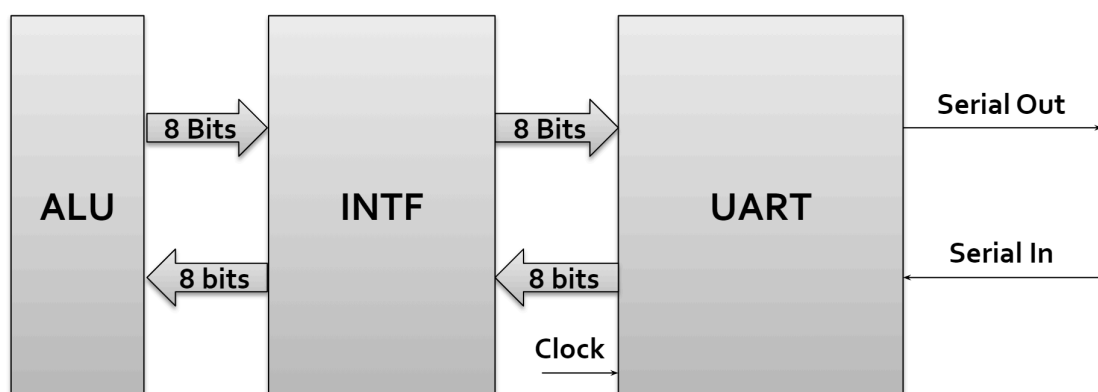 Serial Out
8 Bits
8 Bits
ALU
INTF
UART
Serial In
8 bits
8 bits
Clock